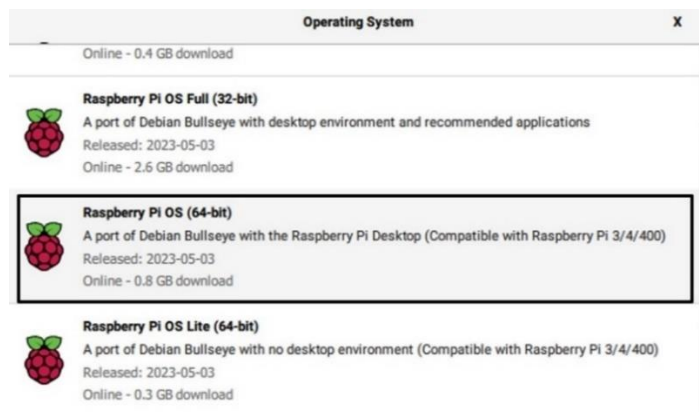 Operating System X
Online - 0.4 GB download
Raspberry Pi OS Full (32-bit)
A port of Debian Bullseye with desktop environment and recommended applications
Released: 2023-05-03
Online - 2.6 GB download
Raspberry Pi OS (64-bit)
A port of Debian Bullseye with the Raspberry Pi Desktop (Compatible with Raspberry Pi 3/4/400)
Released: 2023-05-03
Online - 0.8 GB download
Raspberry Pi OS Lite (64-bit)
A port of Debian Bullseye with no desktop environment (Compatible with Raspberry Pi 3/4/400)
Released: 2023-05-03
Online - 0.3 GB download